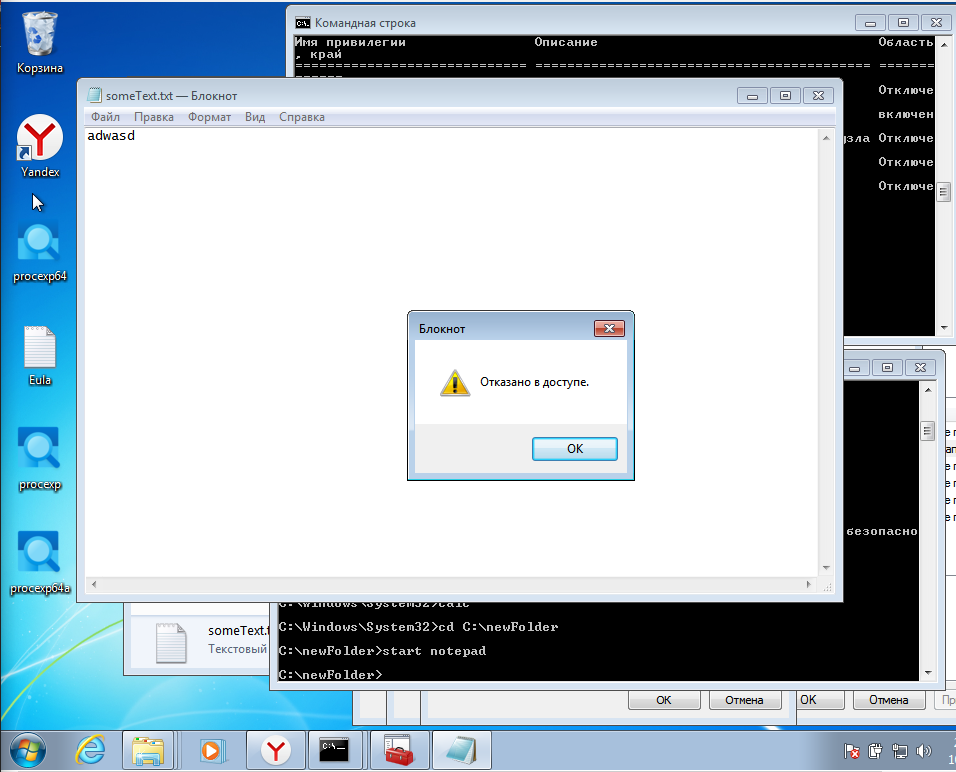 Корзина
Yandex
procexp64
Eula
procexp
procexp64a
Командная строка
Имя привилегии Описание Область
, край
============================= ========================================= =======
======
Отключе
включен
узла Отключе
Отключе
Отключе
someText.txt — Блокнот
Файл Правка Формат Вид Справка
adwasd
Блокнот
Отказано в доступе.
OK
безопасно
C:\Windows\System32>calc
C:\Windows\System32>cd C:\newFolder
C:\newFolder>start notepad
C:\newFolder>
someText.t
Текстовый
OK
Отмена
OK
Отмена
Пр